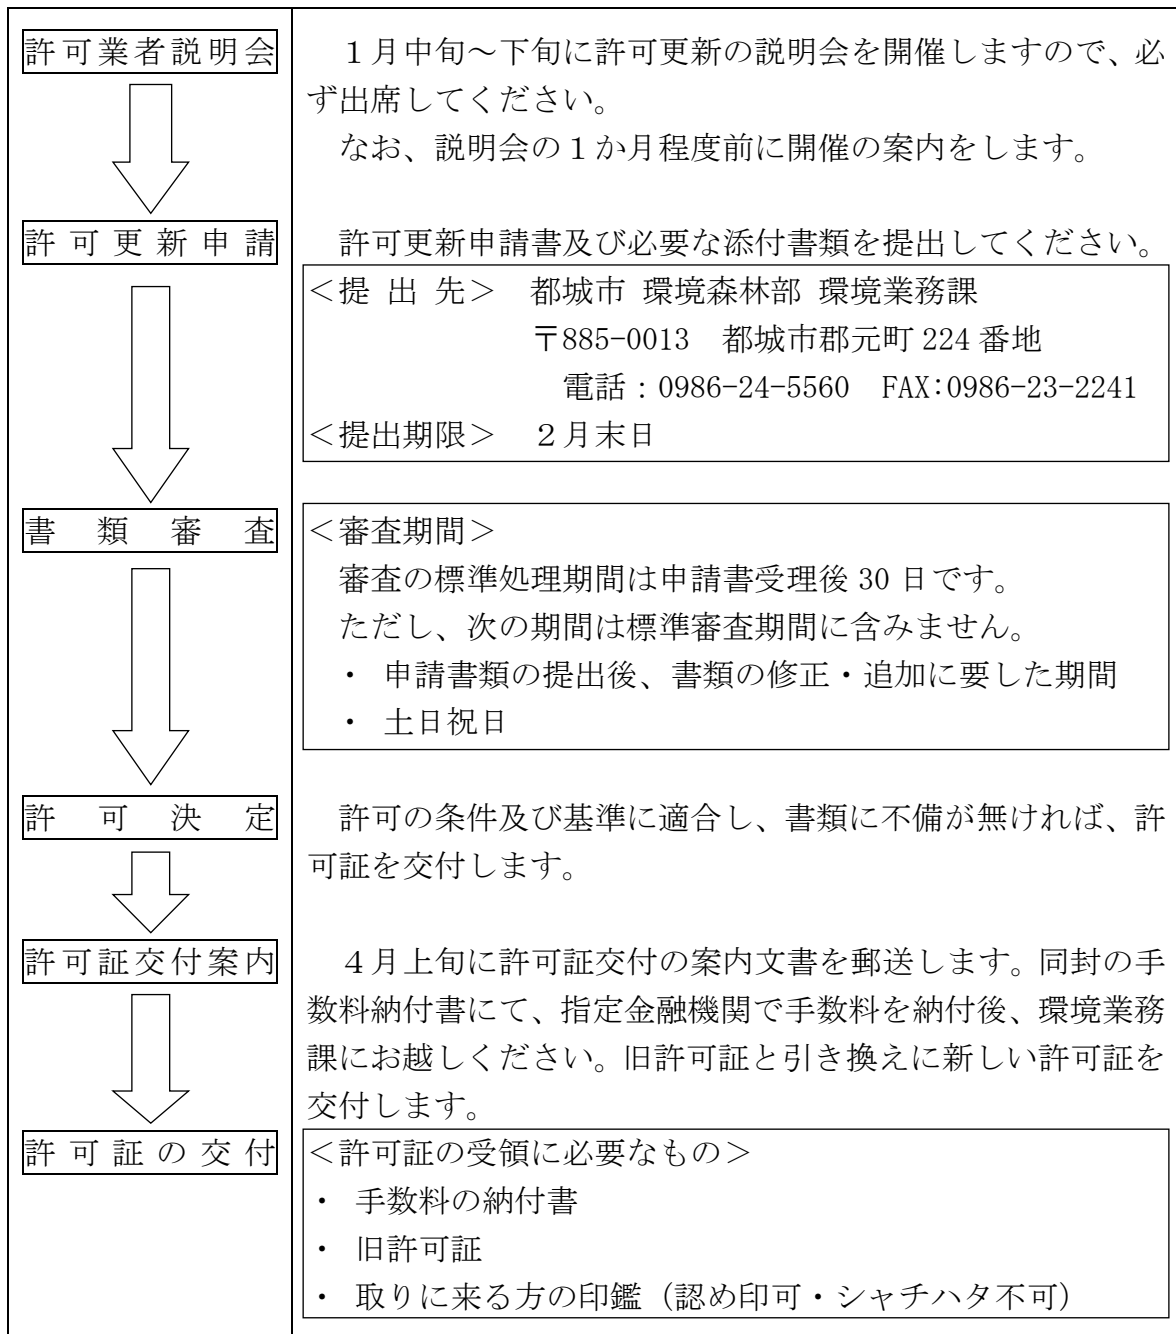 許可業者説明会
１月中旬～下旬に許可更新の説明会を開催しますので、必
ず出席してください。
なお、説明会の１か月程度前に開催の案内をします。
許可更新申請
許可更新申請書及び必要な添付書類を提出してください。
＜提出先＞　都城市 環境森林部 環境業務課
〒885-0013　都城市郡元町 224 番地
電話：0986-24-5560　FAX:0986-23-2241
＜提出期限＞　２月末日
書類審査
＜審査期間＞
審査の標準処理期間は申請書受理後 30 日です。
ただし、次の期間は標準審査期間に含みません。
・ 申請書類の提出後、書類の修正・追加に要した期間
・ 土日祝日
許可決定
許可の条件及び基準に適合し、書類に不備が無ければ、許
可証を交付します。
許可証交付案内
４月上旬に許可証交付の案内文書を郵送します。同封の手
数料納付書にて、指定金融機関で手数料を納付後、環境業務
課にお越しください。旧許可証と引き換えに新しい許可証を
交付します。
許可証の交付
＜許可証の受領に必要なもの＞
・ 手数料の納付書
・ 旧許可証
・ 取りに来る方の印鑑（認め印可・シャチハタ不可）